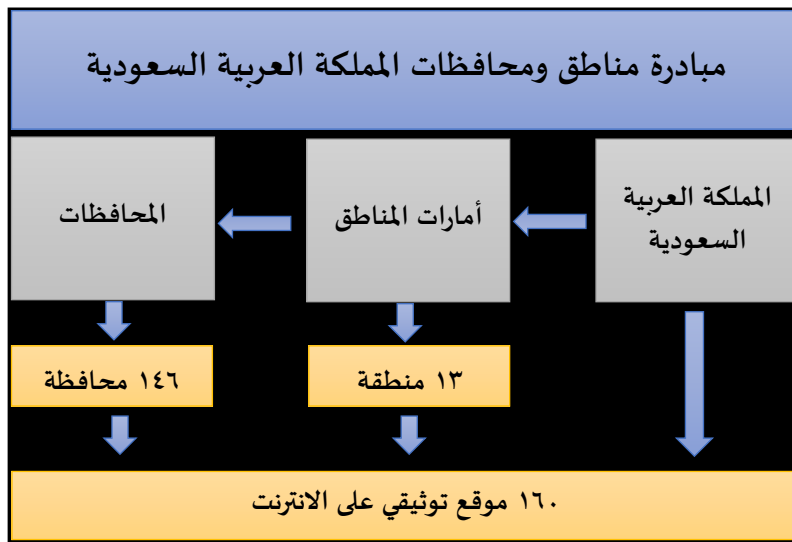 مبادرة مناطق ومحافظات المملكة العربية السعودية
المملكة العربية
السعودية
أمارات المناطق
المحافظات
١٣ منطقة
١٤٦ محافظة
١٦٠ موقع توثيقي على الانترنت